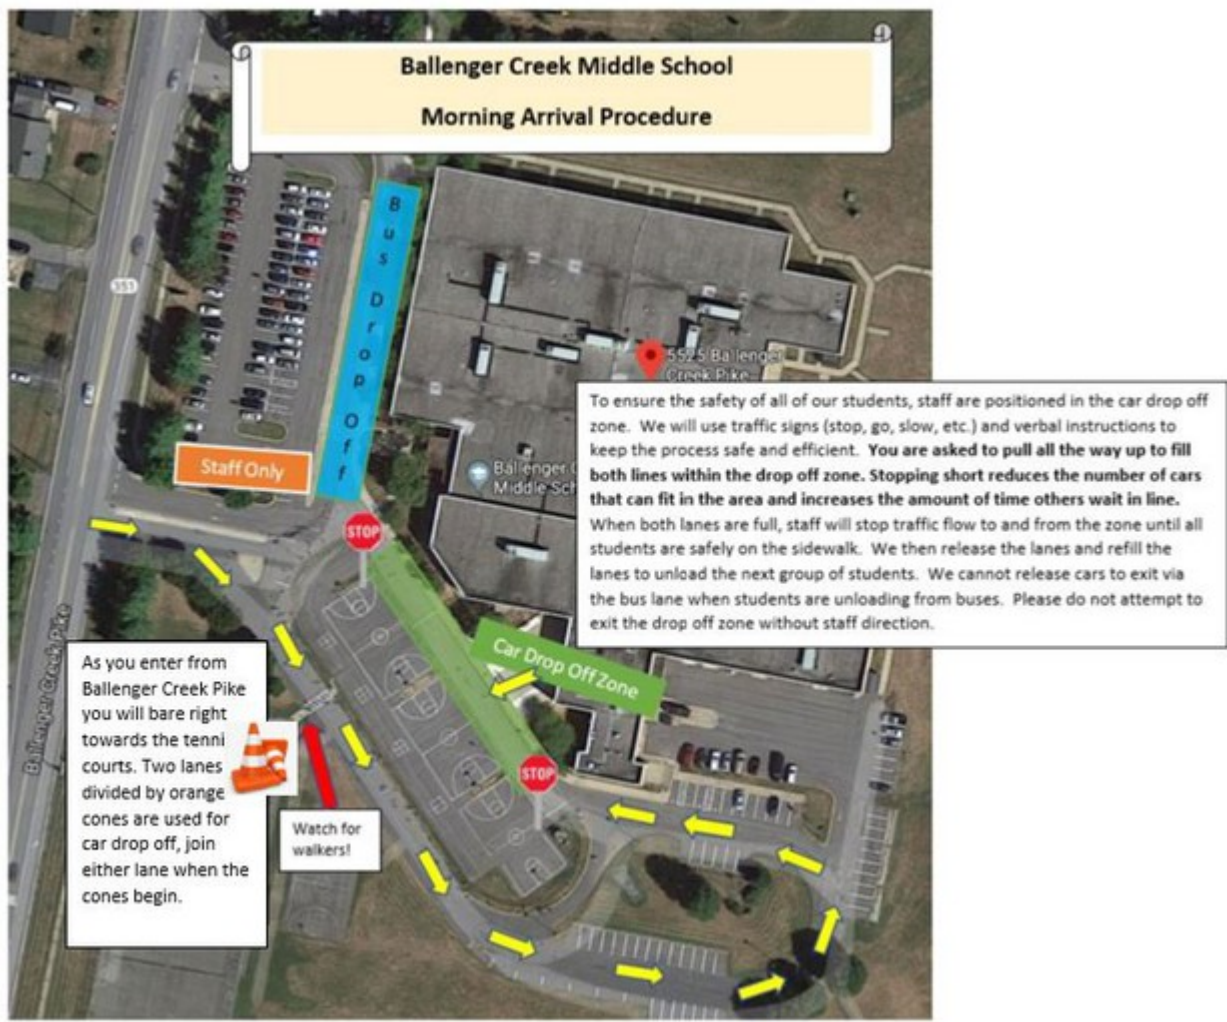 Ballenger Creek Middle School
Morning Arrival Procedure
Bus Drop Off
351
5525 Ballenger
Creek Pike
To ensure the safety of all of our students, staff are positioned in the car drop off
zone. We will use traffic signs (stop, go, slow, etc.) and verbal instructions to
keep the process safe and efficient. You are asked to pull all the way up to fill
both lines within the drop off zone. Stopping short reduces the number of cars
that can fit in the area and increases the amount of time others wait in line.
When both lanes are full, staff will stop traffic flow to and from the zone until all
students are safely on the sidewalk. We then release the lanes and refill the
lanes to unload the next group of students. We cannot release cars to exit via
the bus lane when students are unloading from buses. Please do not attempt to
exit the drop off zone without staff direction.
Staff Only
Ballenger C
Middle Sch
STOP
Car Drop Off Zone
Ballenger Creek Pike
As you enter from
Ballenger Creek Pike
you will bare right
towards the tenni
courts. Two lanes
divided by orange
cones are used for
car drop off, join
either lane when the
cones begin.
STOP
Watch for
walkers!